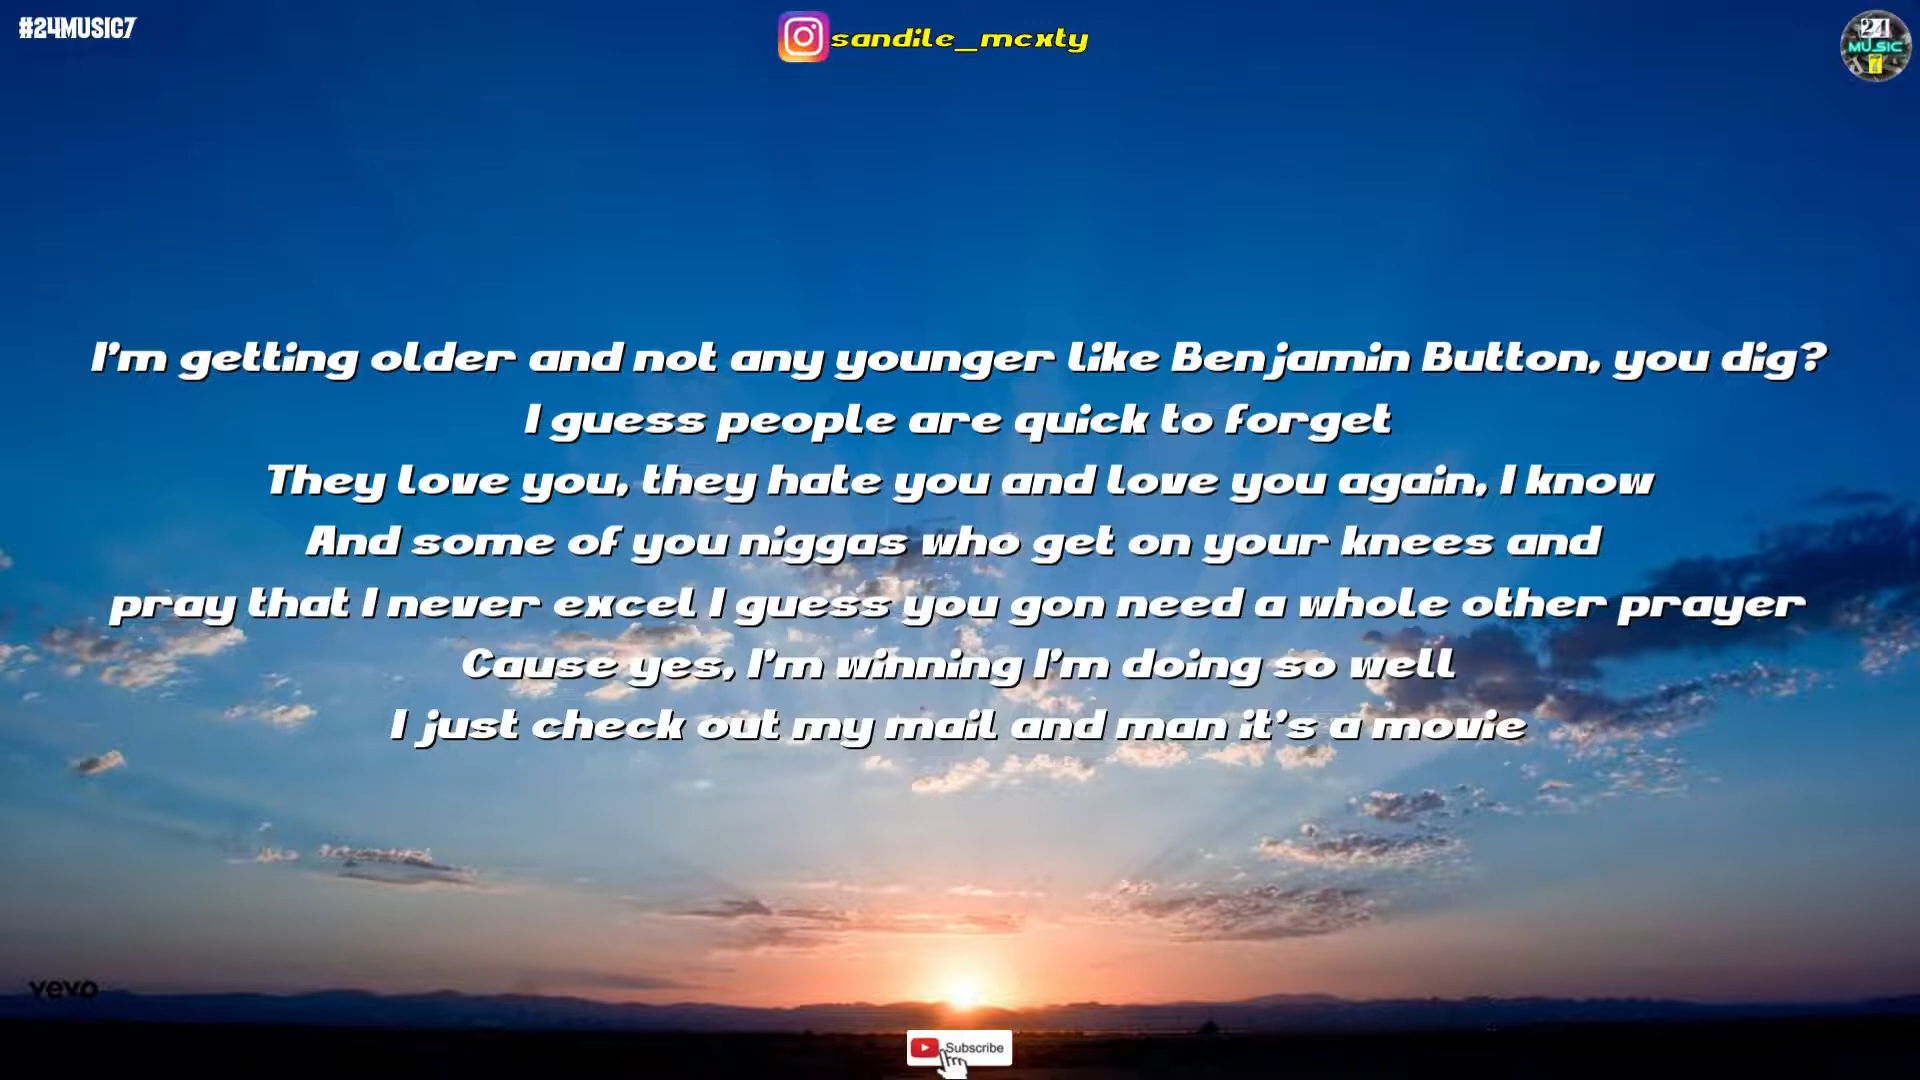 #24MUSIC7
sandile_mcxty
24
MUSIC
7
I'm getting older and not any younger like Benjamin Button, you dig?
I guess people are quick to forget
They love you, they hate you and love you again, I know
And some of you niggas who get on your knees and
pray that I never excel I guess you gon need a whole other prayer
Cause yes, I'm winning I'm doing so well
I just check out my mail and man it's a movie
vevo
Subscribe